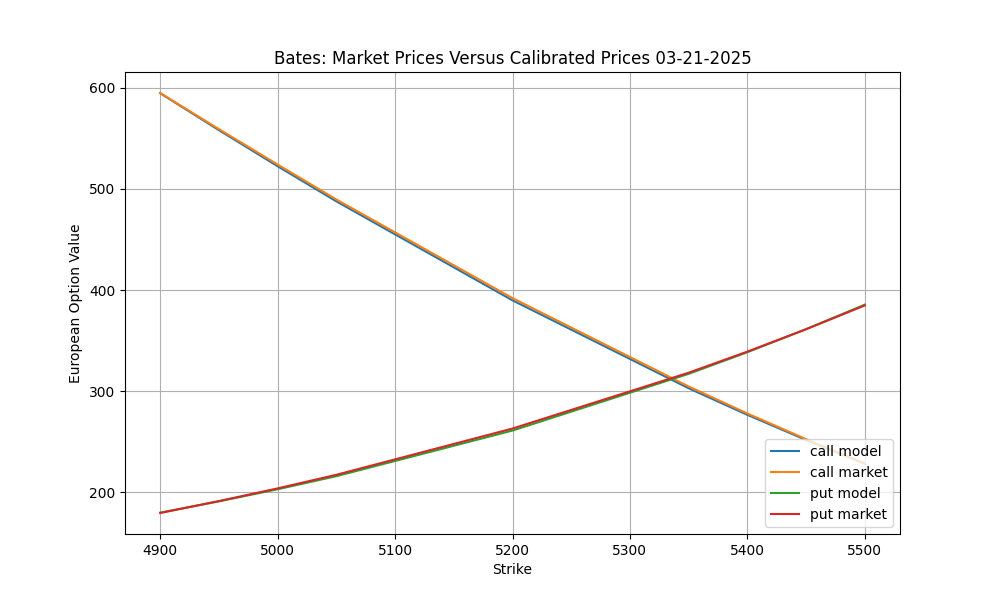 Bates: Market Prices Versus Calibrated Prices 03-21-2025
600
500
400
300
200
European Option Value
4900 5000 5100 5200 5300 5400 5500
Strike
call model
call market
put model
put market